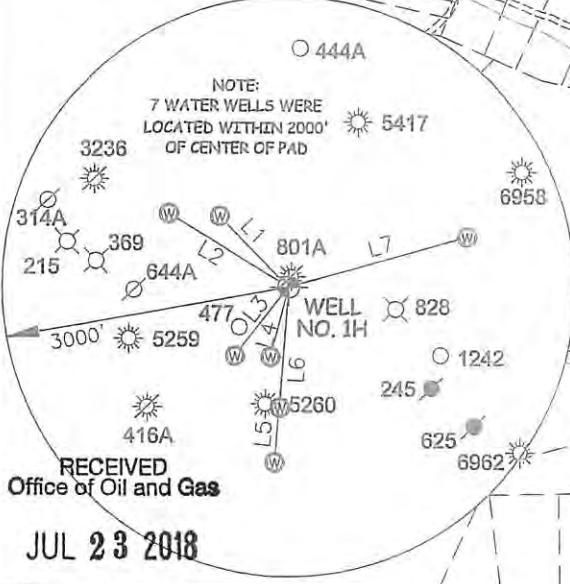 444A
NOTE:
7 WATER WELLS WERE
LOCATED WITHIN 2000'
OF CENTER OF PAD
5417
3236
6958
314A
W
W
L1
L2
L7
W
215
369
801A
644A
WELL
NO. 1H
477
L3
828
3000'
5259
L4
W
W
L6
1242
245
416A
5260
W
L5
625
W
6962
RECEIVED
Office of Oil and Gas
JUL 23 2018